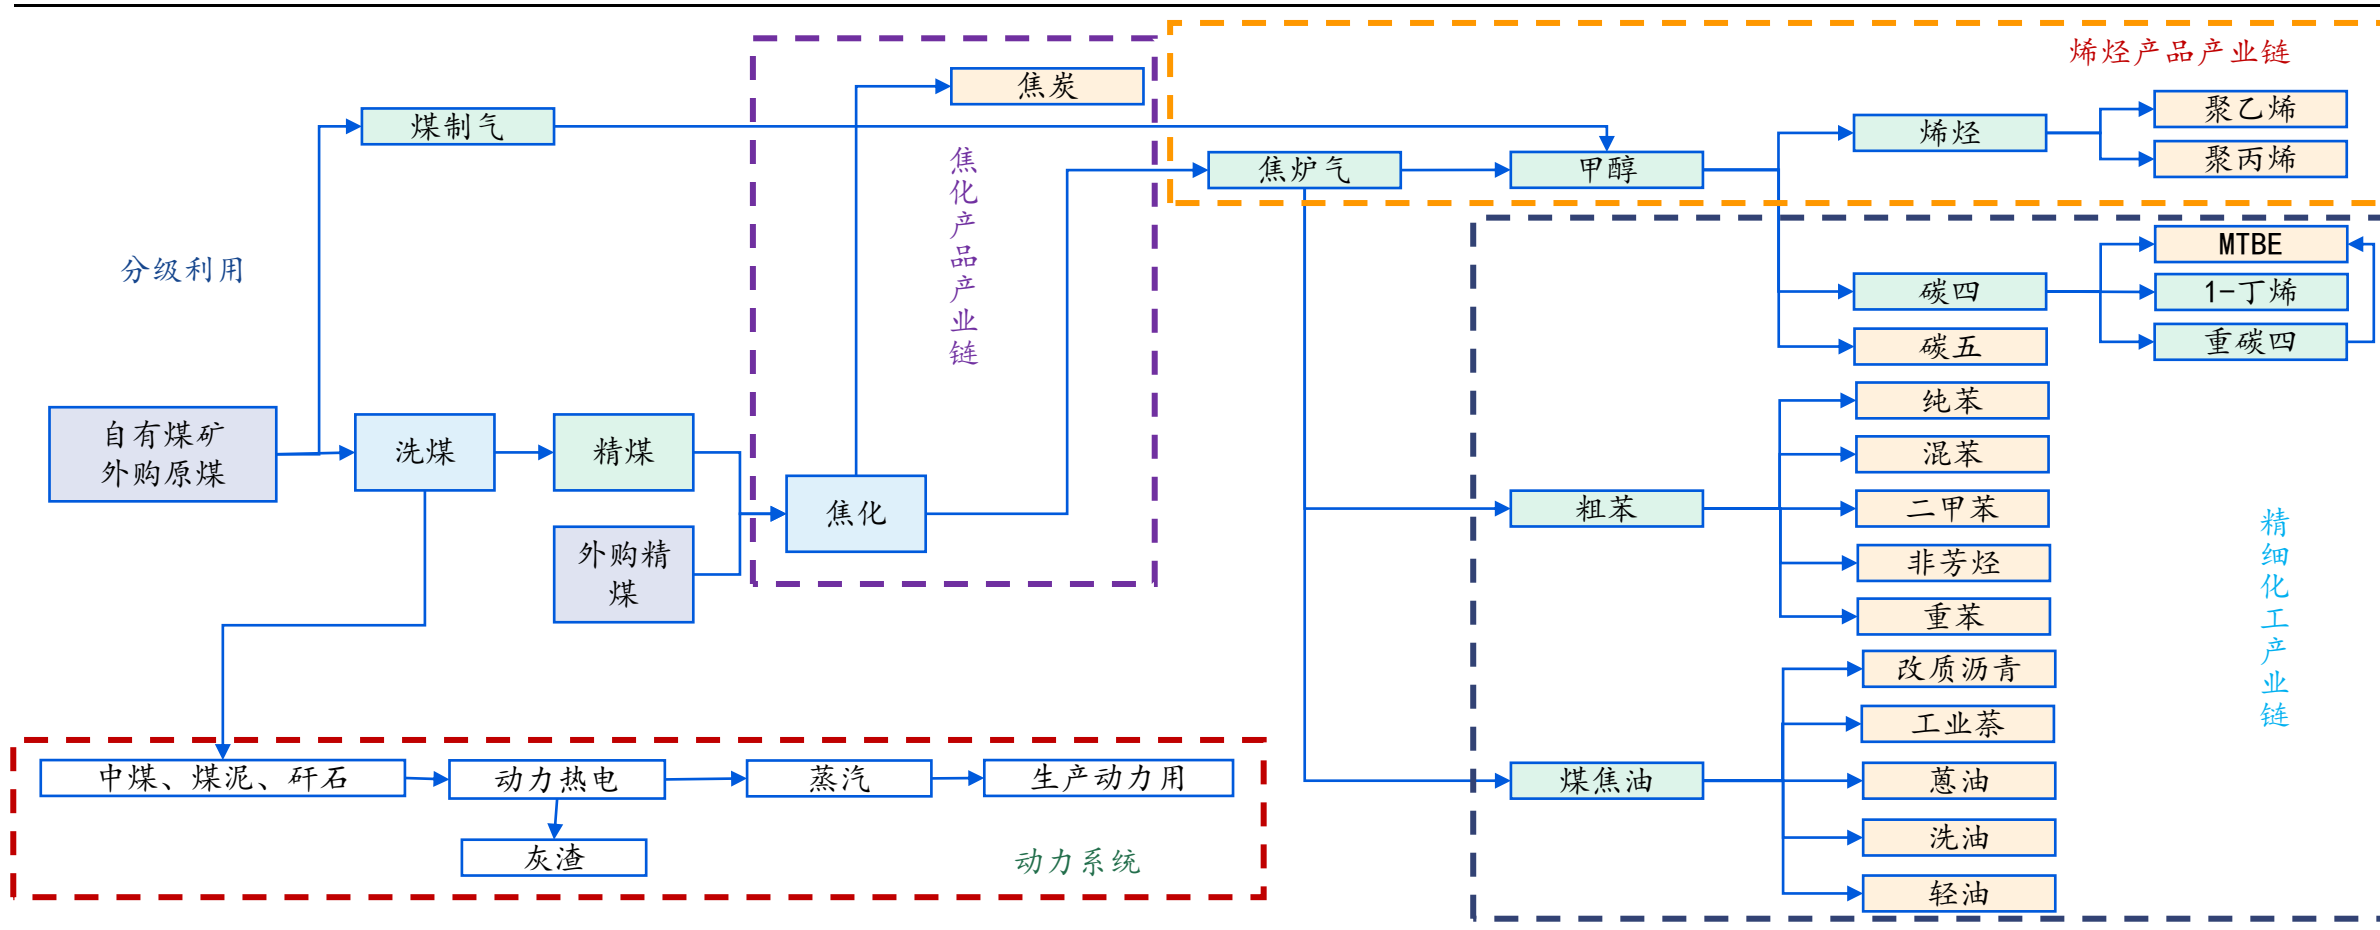 烯烃产品产业链
焦炭
聚乙烯
煤制气
烯烃
聚丙烯
焦炉气
甲醇
焦化产品产业链
分级利用
MTBE
碳四
1-丁烯
重碳四
碳五
纯苯
自有煤矿
外购原煤
洗煤
精煤
混苯
焦化
粗苯
二甲苯
外购精
煤
非芳烃
重苯
精细化工产业链
改质沥青
工业萘
中煤、煤泥、矸石
动力热电
蒸汽
生产动力用
煤焦油
蒽油
灰渣
动力系统
洗油
轻油